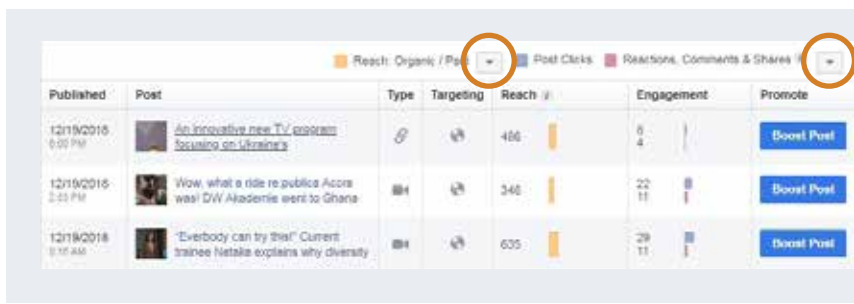 Reach: Organic / Paid Post Clicks Reactions, Comments & Shares
Published Post Type Targeting Reach Engagement Promote
12/19/2018 An innovative new TV program focusing on Ukraine's 486 Boost Post
4
12/19/2018 Wow, what a ride re:publica Accra was! DW Akademie went to Ghana 346 22 Boost Post
11
12/19/2018 "Everbody can try this!" Current trainee Netake explains why diversity 635 29 Boost Post
11